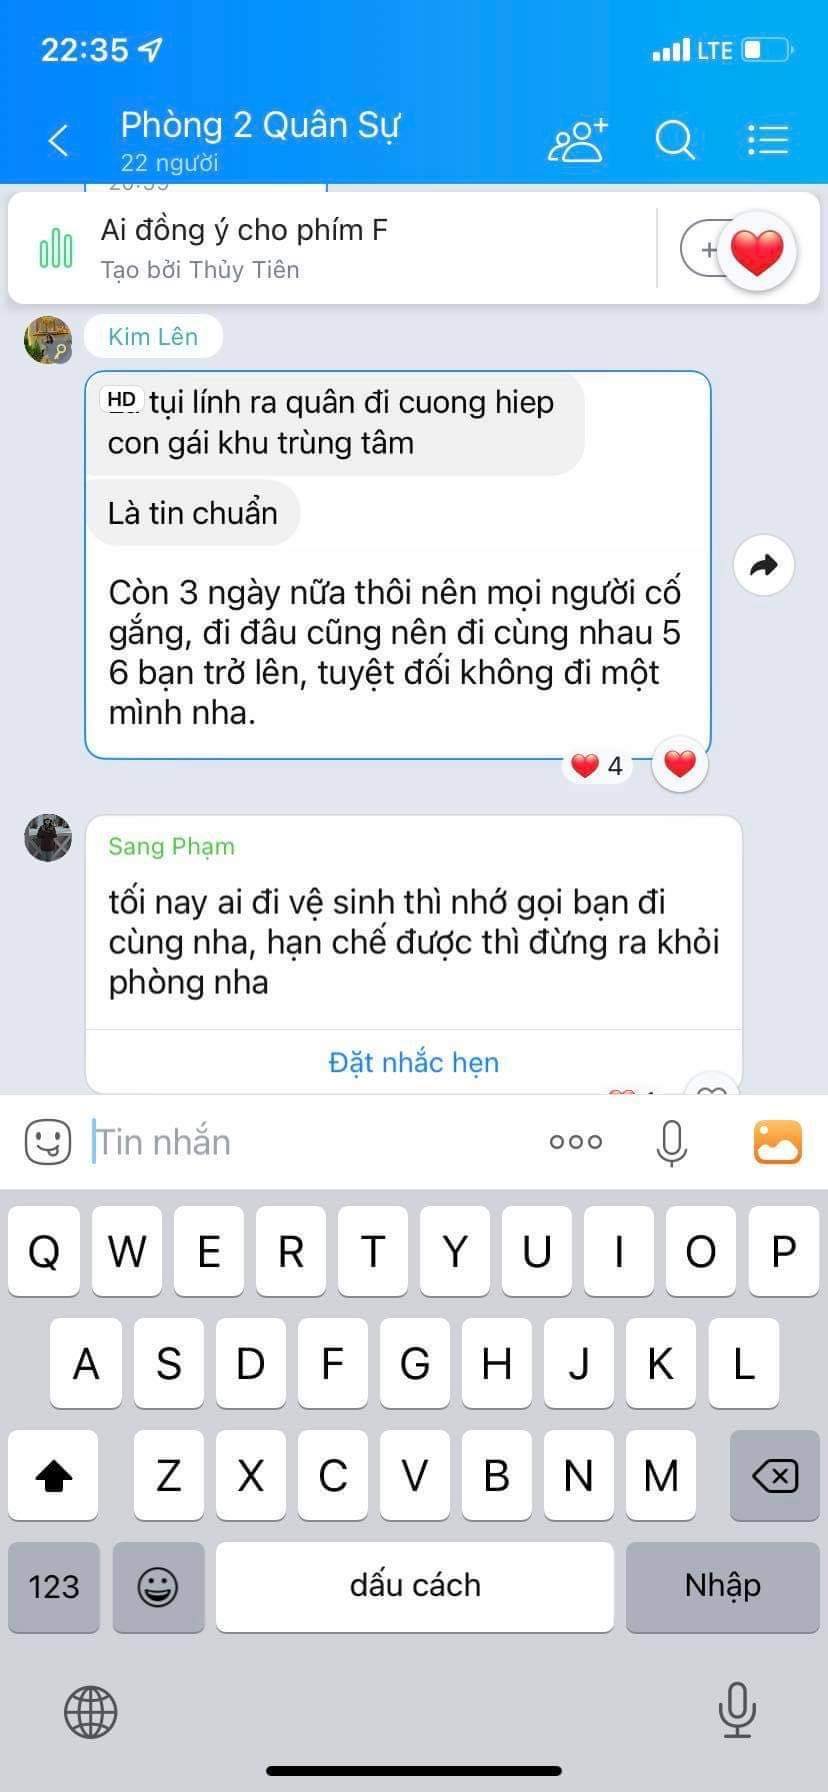 22:35
LTE
Phòng 2 Quân Sự
22 người
20:59
Ai đồng ý cho phím F
Tạo bởi Thủy Tiên
+
Kim Lên
HD tụi lính ra quân đi cuong hiep
con gái khu trùng tâm
Là tin chuẩn
Còn 3 ngày nữa thôi nên mọi người cố
gắng, đi đâu cũng nên đi cùng nhau 5
6 bạn trở lên, tuyệt đối không đi một
mình nha.
4
Sang Phạm
tối nay ai đi vệ sinh thì nhớ gọi bạn đi
cùng nha, hạn chế được thì đừng ra khỏi
phòng nha
Đặt nhắc hẹn
Tin nhắn
Q W E R T Y U I O P
A S D F G H J K L
Z X C V B N M
123 dấu cách Nhập